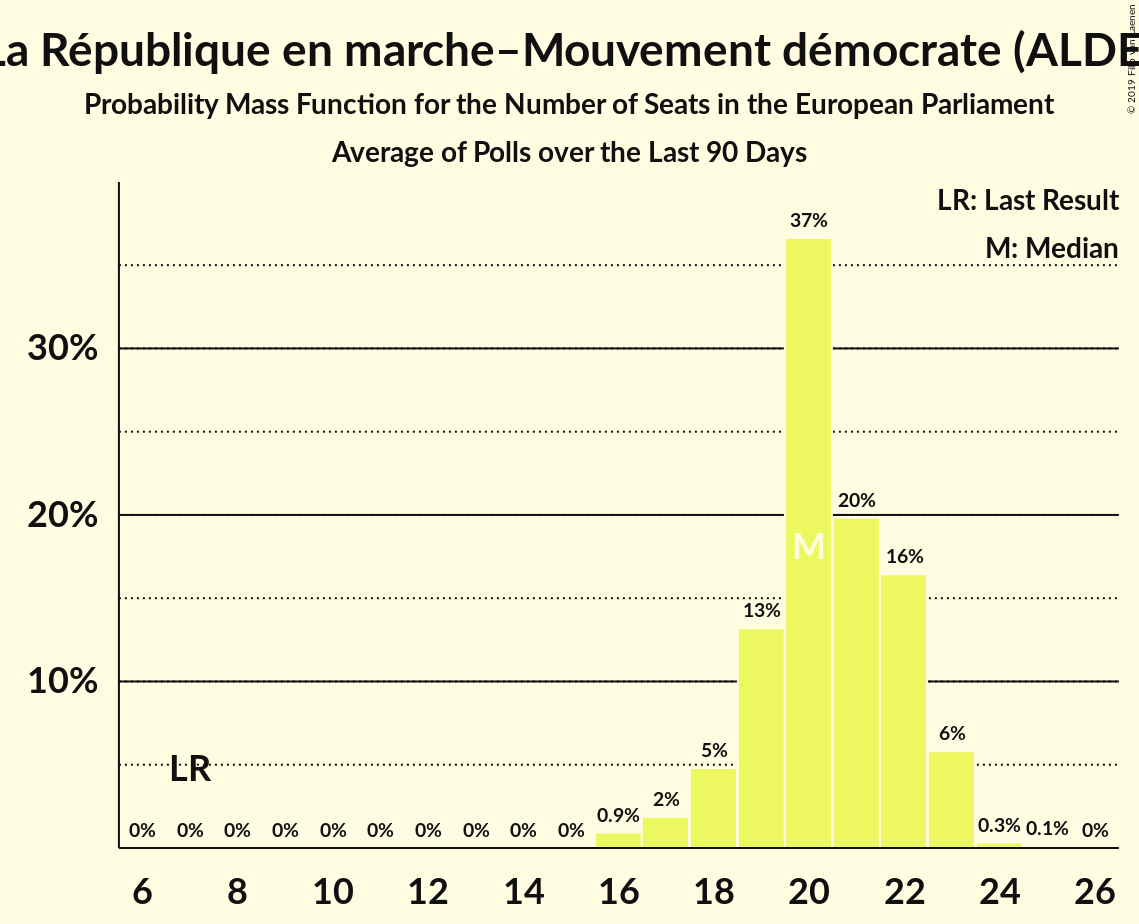 La République en marche–Mouvement démocrate (ALDE
Probability Mass Function for the Number of Seats in the European Parliament
Average of Polls over the Last 90 Days
LR: Last Result
M: Median
37%
30%
20%
20%
M
16%
13%
10%
6%
5%
LR
2%
0.9%
0% 0% 0% 0% 0% 0% 0% 0% 0% 0% 0.3% 0.1% 0%
6 8 10 12 14 16 18 20 22 24 26
© 2019 Fil